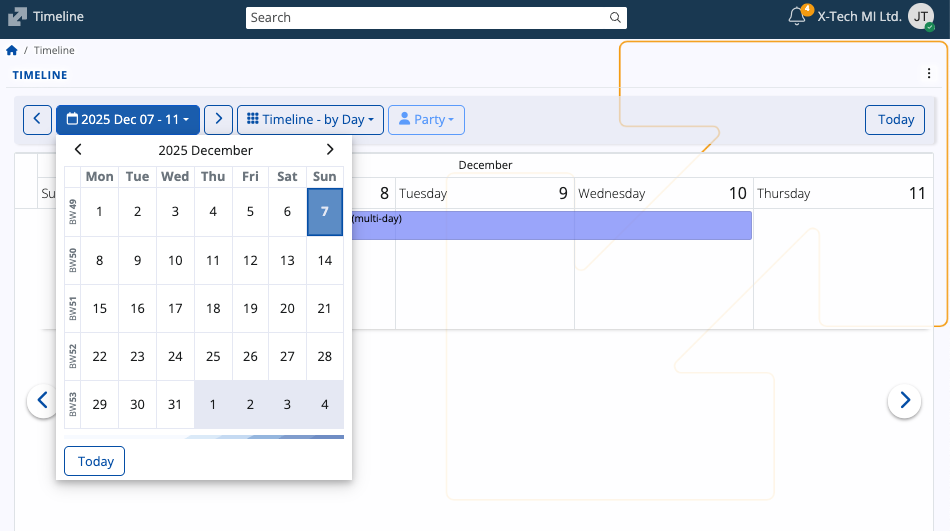 Timeline
Search
4
X-Tech MI Ltd.
JT
/ Timeline
TIMELINE
2025 Dec 07 - 11
Timeline - by Day
Party
Today
2025 December
December
Mon Tue Wed Thu Fri Sat Sun
Su
8 Tuesday 9 Wednesday 10 Thursday 11
(multi-day)
BW49 1 2 3 4 5 6 7
BW50 8 9 10 11 12 13 14
BW51 15 16 17 18 19 20 21
BW52 22 23 24 25 26 27 28
BW53 29 30 31 1 2 3 4
Today